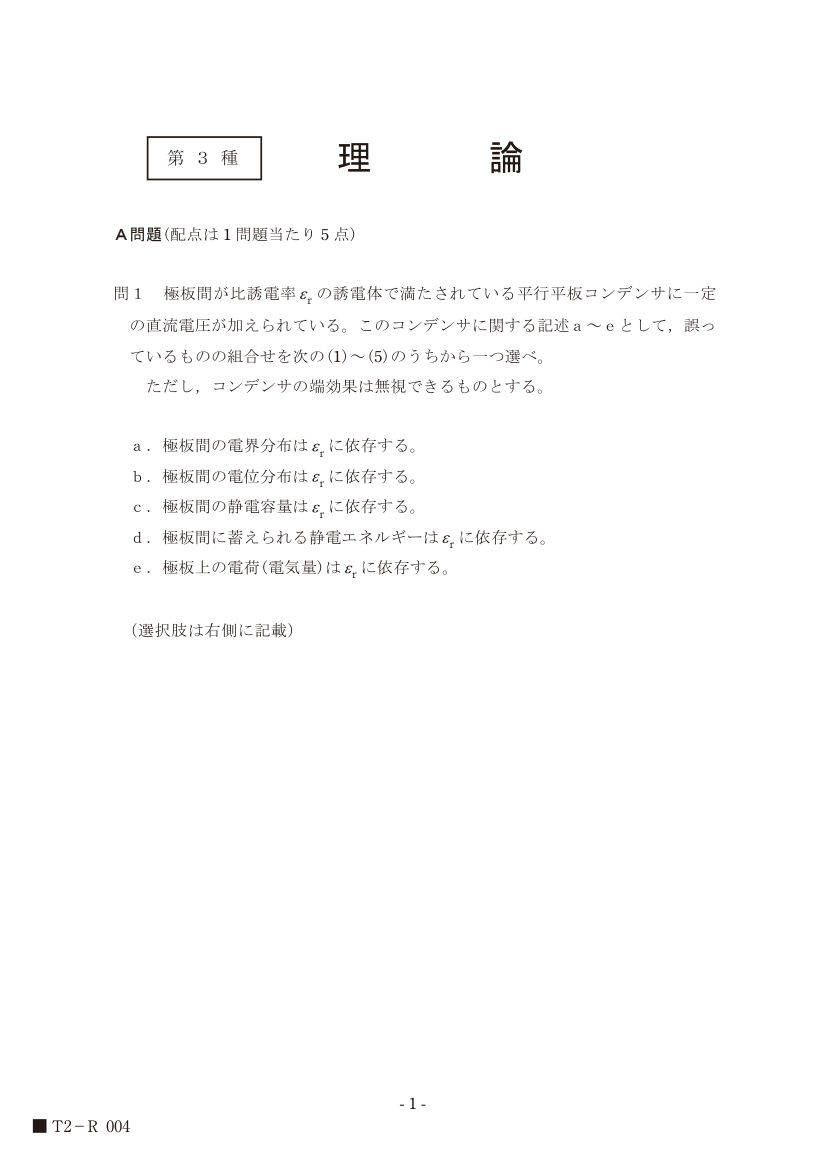 第 3 種
理 論
A問題(配点は1問題当たり5点)
問1 極板間が比誘電率εrの誘電体で満たされている平行平板コンデンサに一定
の直流電圧が加えられている。このコンデンサに関する記述a～eとして，誤っ
ているものの組合せを次の(1)～(5)のうちから一つ選べ。
ただし，コンデンサの端効果は無視できるものとする。
a．極板間の電界分布はεrに依存する。
b．極板間の電位分布はεrに依存する。
c．極板間の静電容量はεrに依存する。
d．極板間に蓄えられる静電エネルギーはεrに依存する。
e．極板上の電荷(電気量)はεrに依存する。
(選択肢は右側に記載)
- 1 -
■ T2－R 004